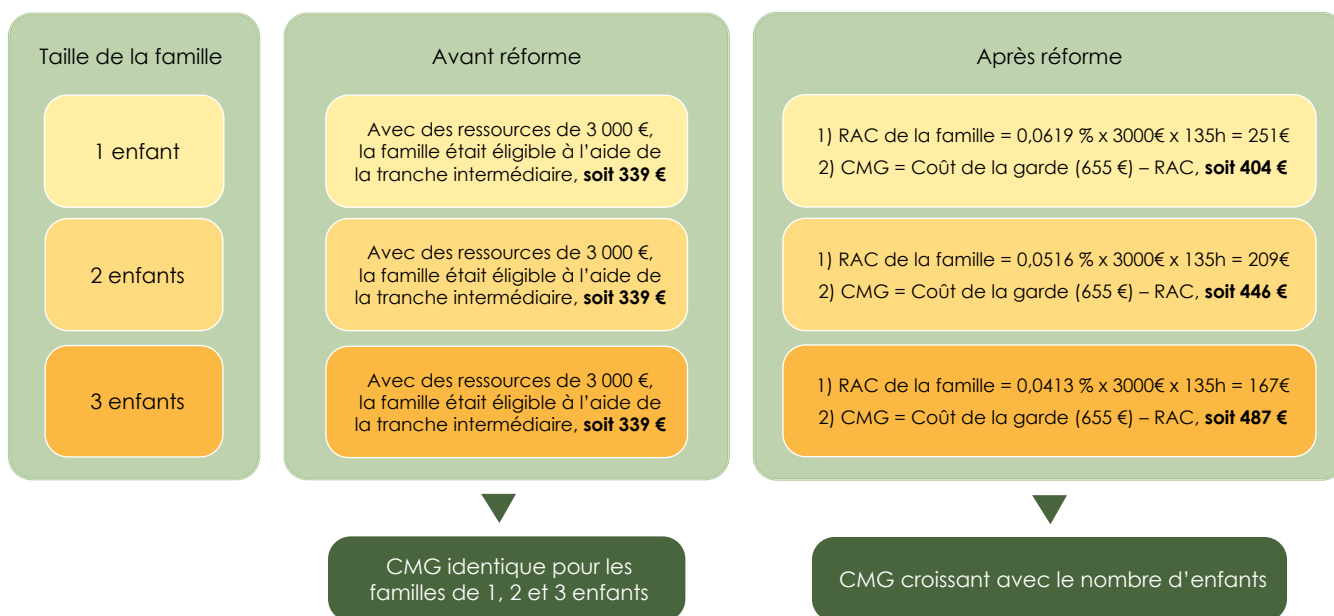 Taille de la famille
1 enfant
2 enfants
3 enfants
Avant réforme
Avec des ressources de 3 000 €,
la famille était éligible à l’aide de
la tranche intermédiaire, soit 339 €
Avec des ressources de 3 000 €,
la famille était éligible à l’aide de
la tranche intermédiaire, soit 339 €
Avec des ressources de 3 000 €,
la famille était éligible à l’aide de
la tranche intermédiaire, soit 339 €
CMG identique pour les
familles de 1, 2 et 3 enfants
Après réforme
1) RAC de la famille = 0,0619 % x 3000€ x 135h = 251€
2) CMG = Coût de la garde (655 €) – RAC, soit 404 €
1) RAC de la famille = 0,0516 % x 3000€ x 135h = 209€
2) CMG = Coût de la garde (655 €) – RAC, soit 446 €
1) RAC de la famille = 0,0413 % x 3000€ x 135h = 167€
2) CMG = Coût de la garde (655 €) – RAC, soit 487 €
CMG croissant avec le nombre d’enfants